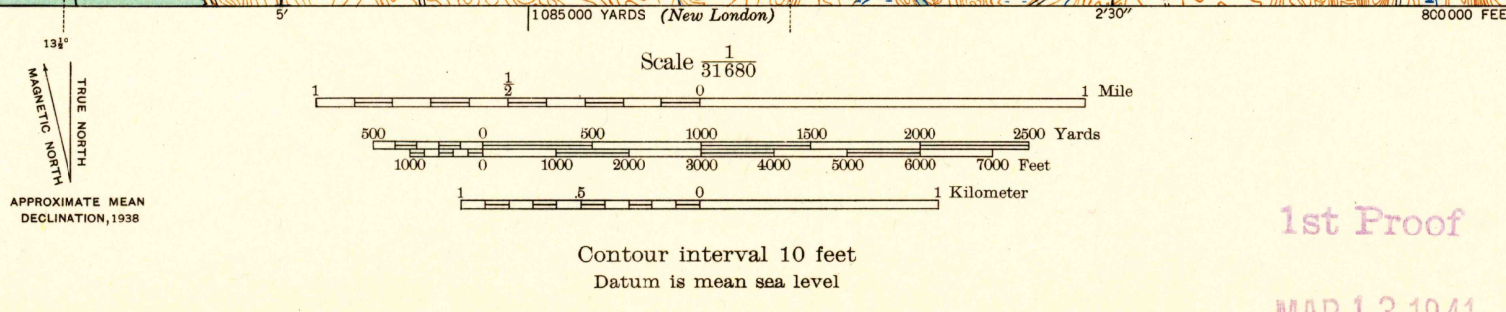 5′ 1085000 YARDS (New London) 2′30″ 800000 FEE
13½°
MAGNETIC NORTH
TRUE NORTH
APPROXIMATE MEAN
DECLINATION, 1938
Scale 1/31680
1 ½ 0 1 Mile
500 0 500 1000 1500 2000 2500 Yards
1000 0 1000 2000 3000 4000 5000 6000 7000 Feet
1 .5 0 1 Kilometer
Contour interval 10 feet
Datum is mean sea level
1st Proof
MAR 13 1941